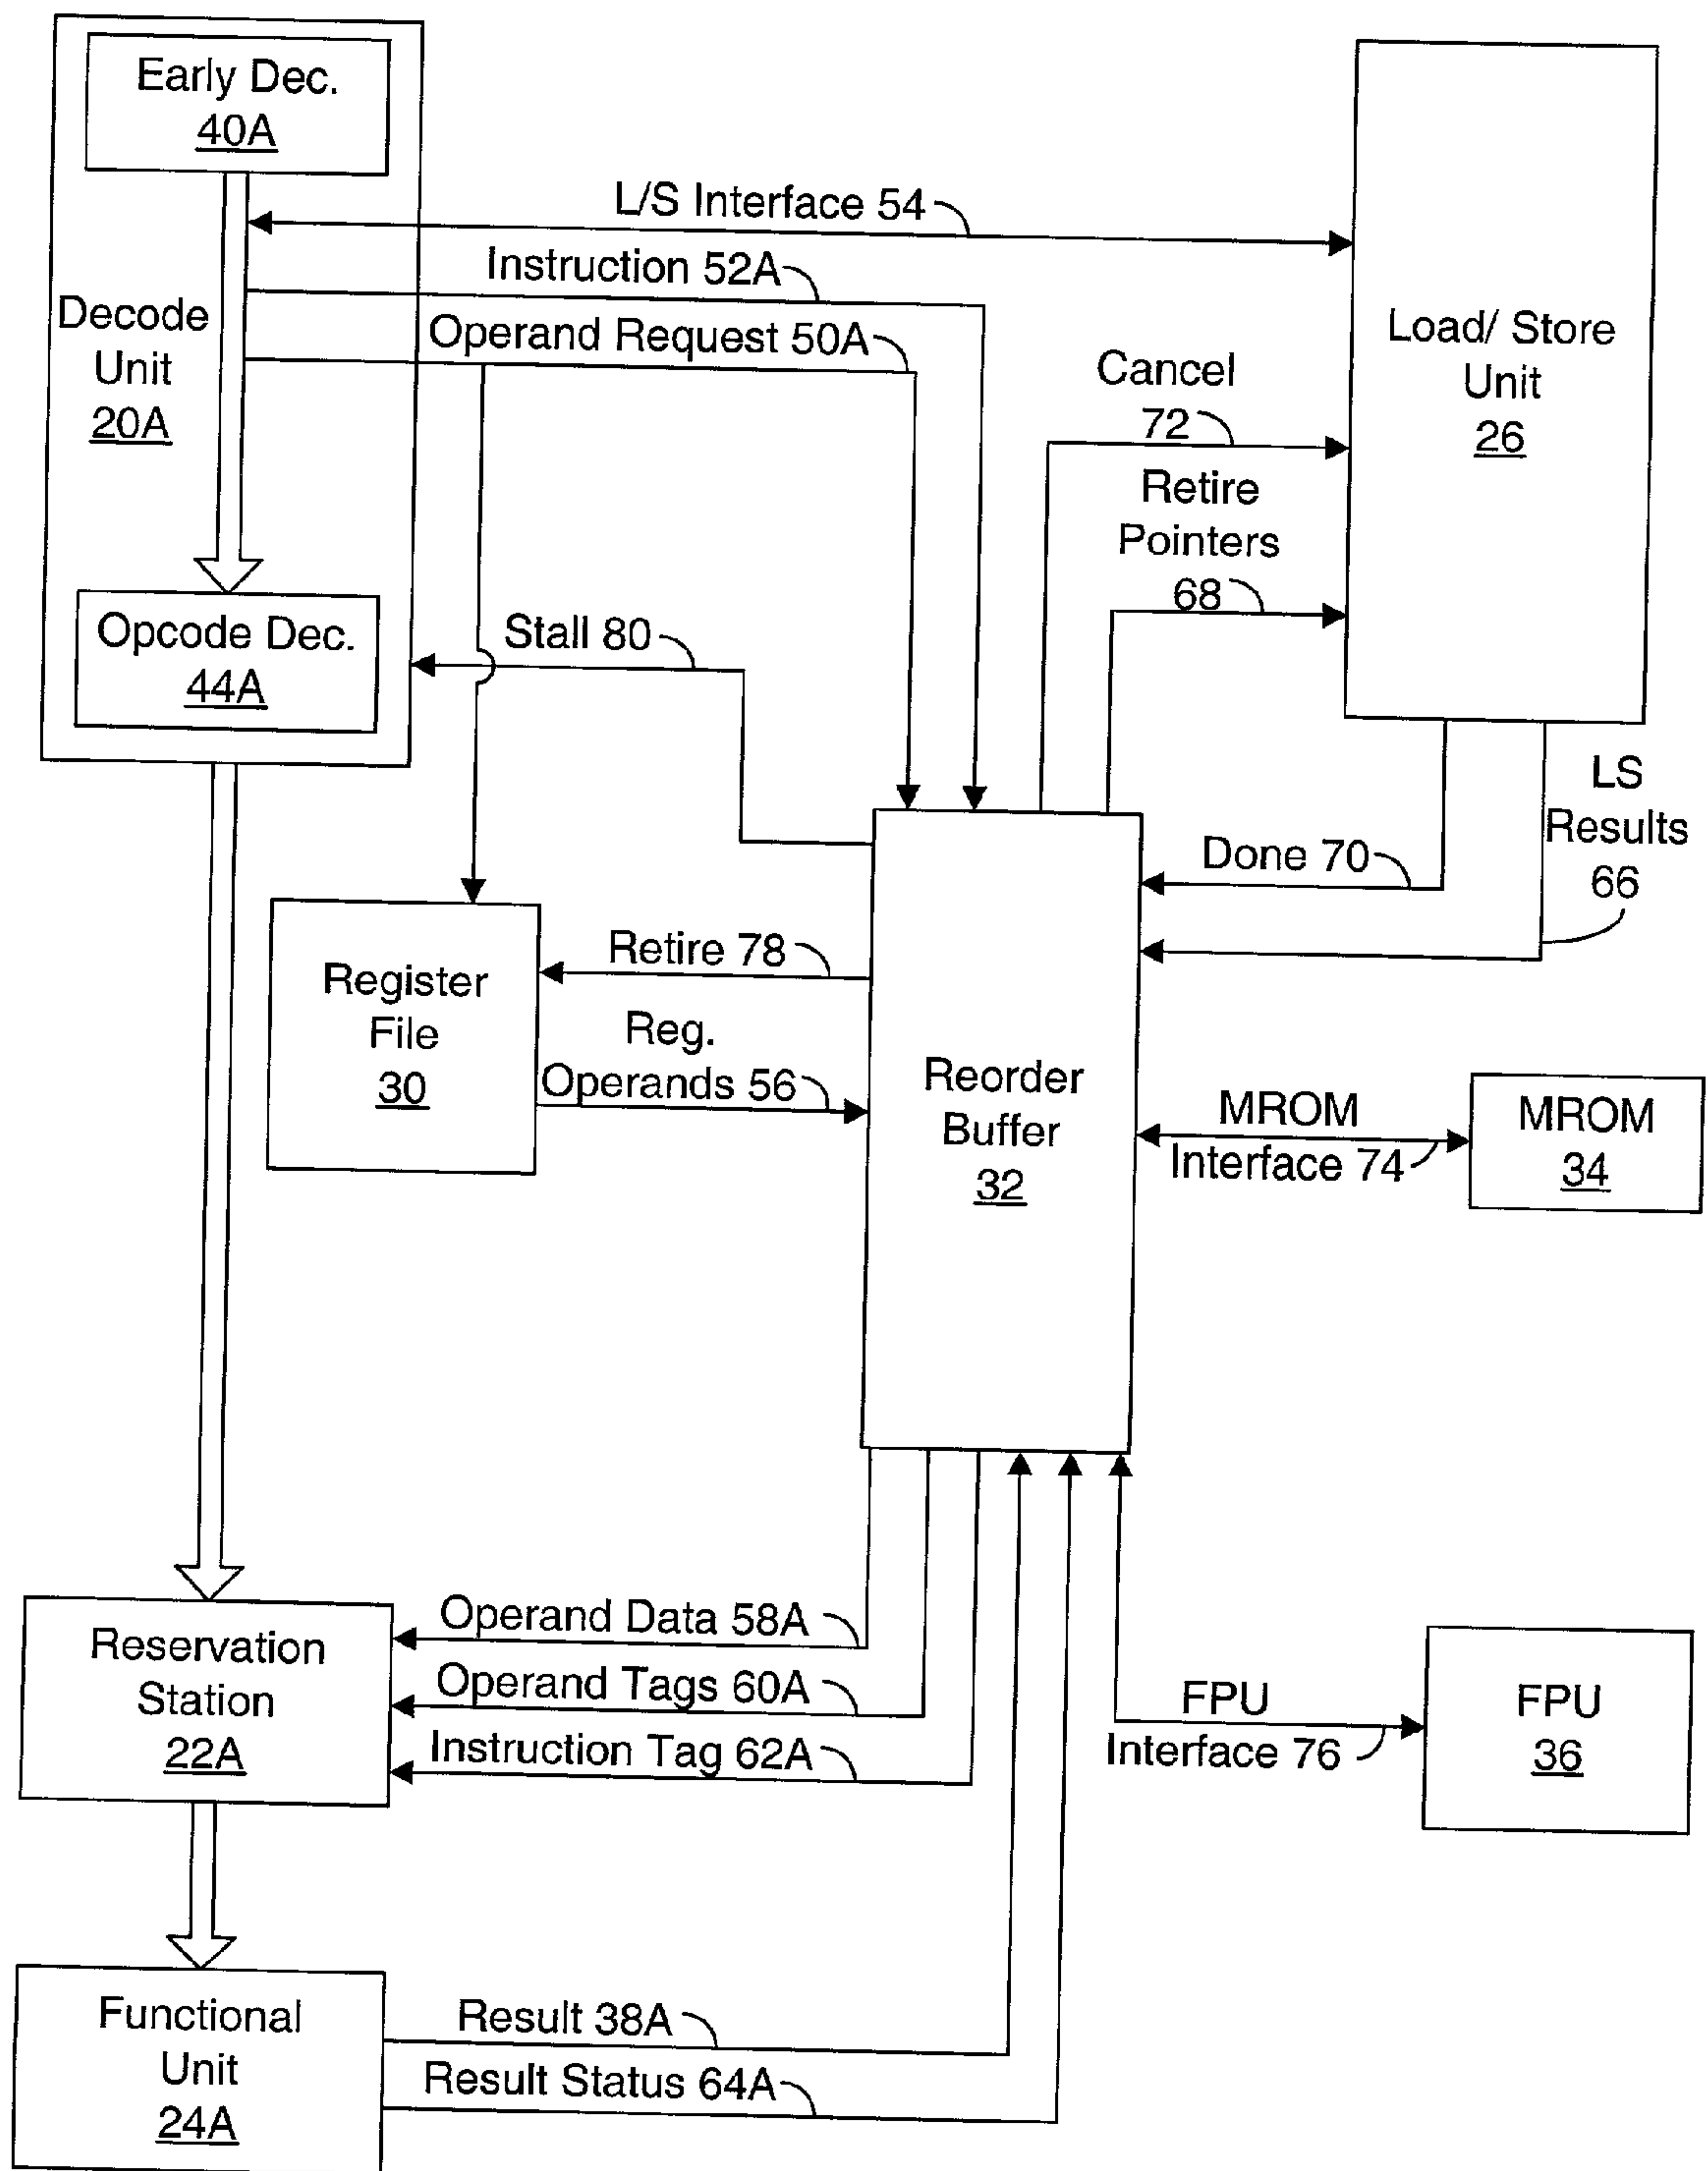 Early Dec.
40A
L/S Interface 54
Instruction 52A
Operand Request 50A
Decode
Unit
20A
Load/ Store
Unit
26
Cancel
72
Retire
Pointers
68
Opcode Dec.
44A
Stall 80
LS
Results
66
Done 70
Register
File
30
Retire 78
Reg.
Operands 56
Reorder
Buffer
32
MROM
Interface 74
MROM
34
Reservation
Station
22A
Operand Data 58A
Operand Tags 60A
Instruction Tag 62A
FPU
Interface 76
FPU
36
Functional
Unit
24A
Result 38A
Result Status 64A